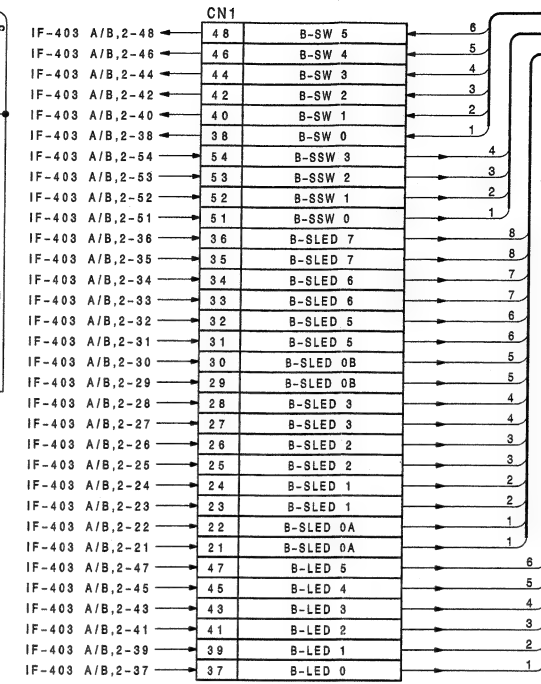 CN1
IF-403 A/B,2-48 48 B-SW 5 6
IF-403 A/B,2-46 46 B-SW 4 5
IF-403 A/B,2-44 44 B-SW 3 4
IF-403 A/B,2-42 42 B-SW 2 3
IF-403 A/B,2-40 40 B-SW 1 2
IF-403 A/B,2-38 38 B-SW 0 1
IF-403 A/B,2-54 54 B-SSW 3 4
IF-403 A/B,2-53 53 B-SSW 2 3
IF-403 A/B,2-52 52 B-SSW 1 2
IF-403 A/B,2-51 51 B-SSW 0 1
IF-403 A/B,2-36 36 B-SLED 7 8
IF-403 A/B,2-35 35 B-SLED 7 8
IF-403 A/B,2-34 34 B-SLED 6 7
IF-403 A/B,2-33 33 B-SLED 6 7
IF-403 A/B,2-32 32 B-SLED 5 6
IF-403 A/B,2-31 31 B-SLED 5 6
IF-403 A/B,2-30 30 B-SLED 0B 5
IF-403 A/B,2-29 29 B-SLED 0B 5
IF-403 A/B,2-28 28 B-SLED 3 4
IF-403 A/B,2-27 27 B-SLED 3 4
IF-403 A/B,2-26 26 B-SLED 2 3
IF-403 A/B,2-25 25 B-SLED 2 3
IF-403 A/B,2-24 24 B-SLED 1 2
IF-403 A/B,2-23 23 B-SLED 1 2
IF-403 A/B,2-22 22 B-SLED 0A 1
IF-403 A/B,2-21 21 B-SLED 0A 1
IF-403 A/B,2-47 47 B-LED 5 6
IF-403 A/B,2-45 45 B-LED 4 5
IF-403 A/B,2-43 43 B-LED 3 4
IF-403 A/B,2-41 41 B-LED 2 3
IF-403 A/B,2-39 39 B-LED 1 2
IF-403 A/B,2-37 37 B-LED 0 1